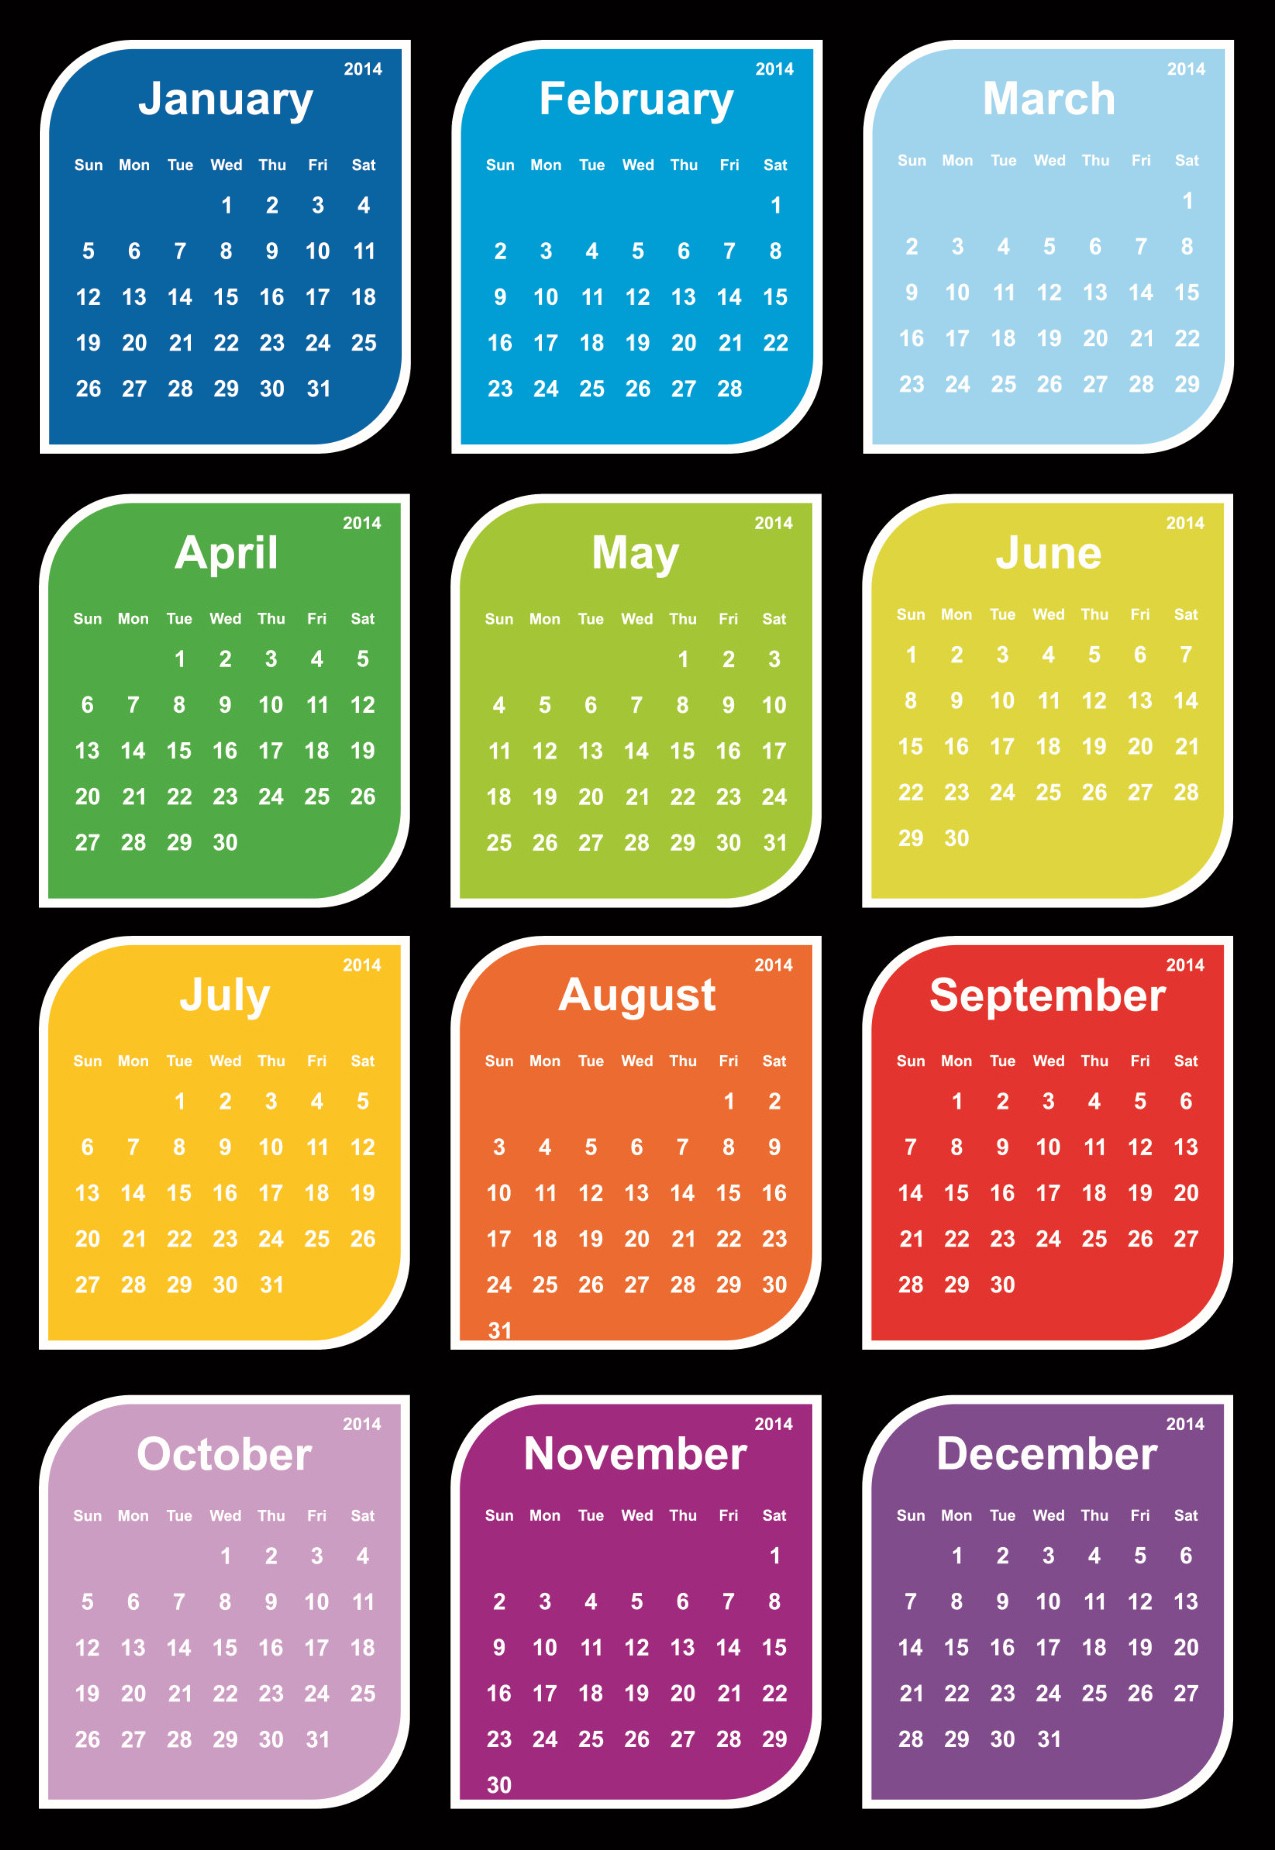 2014
January
Sun Mon Tue Wed Thu Fri Sat
1 2 3 4
5 6 7 8 9 10 11
12 13 14 15 16 17 18
19 20 21 22 23 24 25
26 27 28 29 30 31
2014
February
Sun Mon Tue Wed Thu Fri Sat
1
2 3 4 5 6 7 8
9 10 11 12 13 14 15
16 17 18 19 20 21 22
23 24 25 26 27 28
2014
March
Sun Mon Tue Wed Thu Fri Sat
1
2 3 4 5 6 7 8
9 10 11 12 13 14 15
16 17 18 19 20 21 22
23 24 25 26 27 28 29
2014
April
Sun Mon Tue Wed Thu Fri Sat
1 2 3 4 5
6 7 8 9 10 11 12
13 14 15 16 17 18 19
20 21 22 23 24 25 26
27 28 29 30
2014
May
Sun Mon Tue Wed Thu Fri Sat
1 2 3
4 5 6 7 8 9 10
11 12 13 14 15 16 17
18 19 20 21 22 23 24
25 26 27 28 29 30 31
2014
June
Sun Mon Tue Wed Thu Fri Sat
1 2 3 4 5 6 7
8 9 10 11 12 13 14
15 16 17 18 19 20 21
22 23 24 25 26 27 28
29 30
2014
July
Sun Mon Tue Wed Thu Fri Sat
1 2 3 4 5
6 7 8 9 10 11 12
13 14 15 16 17 18 19
20 21 22 23 24 25 26
27 28 29 30 31
2014
August
Sun Mon Tue Wed Thu Fri Sat
1 2
3 4 5 6 7 8 9
10 11 12 13 14 15 16
17 18 19 20 21 22 23
24 25 26 27 28 29 30
31
2014
September
Sun Mon Tue Wed Thu Fri Sat
1 2 3 4 5 6
7 8 9 10 11 12 13
14 15 16 17 18 19 20
21 22 23 24 25 26 27
28 29 30
2014
October
Sun Mon Tue Wed Thu Fri Sat
1 2 3 4
5 6 7 8 9 10 11
12 13 14 15 16 17 18
19 20 21 22 23 24 25
26 27 28 29 30 31
2014
November
Sun Mon Tue Wed Thu Fri Sat
1
2 3 4 5 6 7 8
9 10 11 12 13 14 15
16 17 18 19 20 21 22
23 24 25 26 27 28 29
30
2014
December
Sun Mon Tue Wed Thu Fri Sat
1 2 3 4 5 6
7 8 9 10 11 12 13
14 15 16 17 18 19 20
21 22 23 24 25 26 27
28 29 30 31